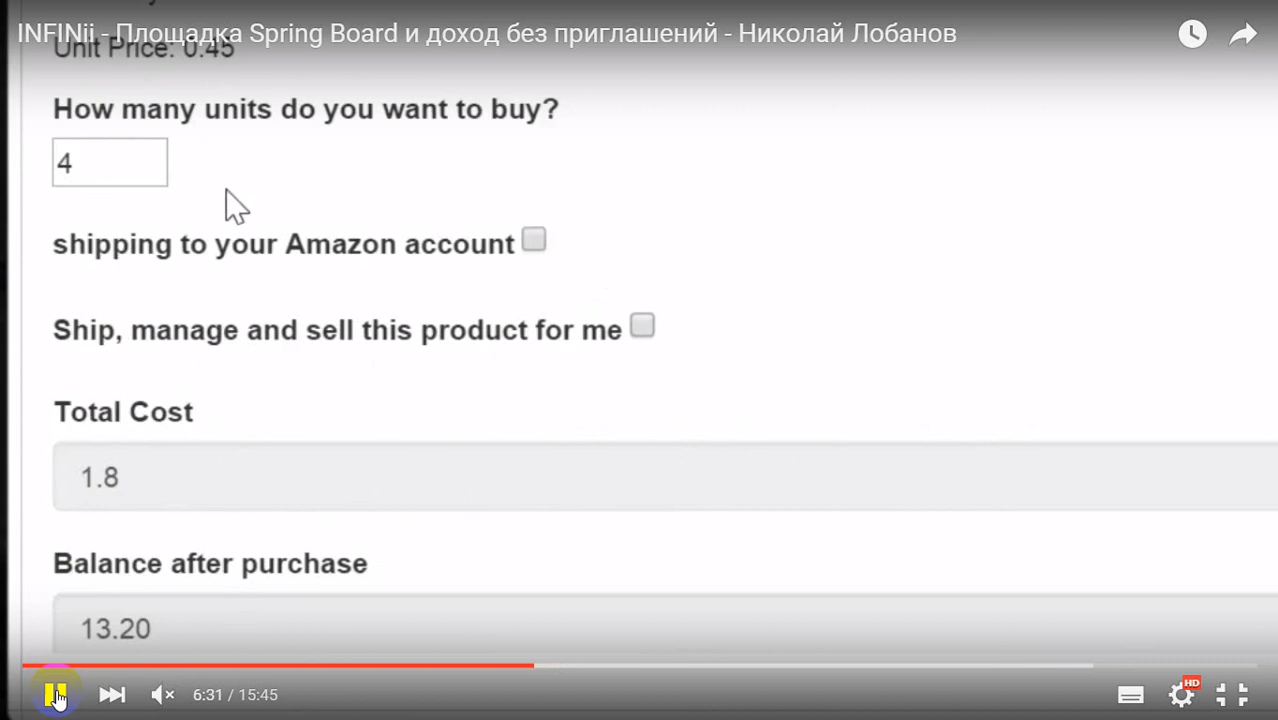 INFINii - Площадка Spring Board и доход без приглашений - Николай Лобанов
Unit Price: 0.45
How many units do you want to buy?
4
shipping to your Amazon account
Ship, manage and sell this product for me
Total Cost
1.8
Balance after purchase
13.20
6:31 / 15:45
HD